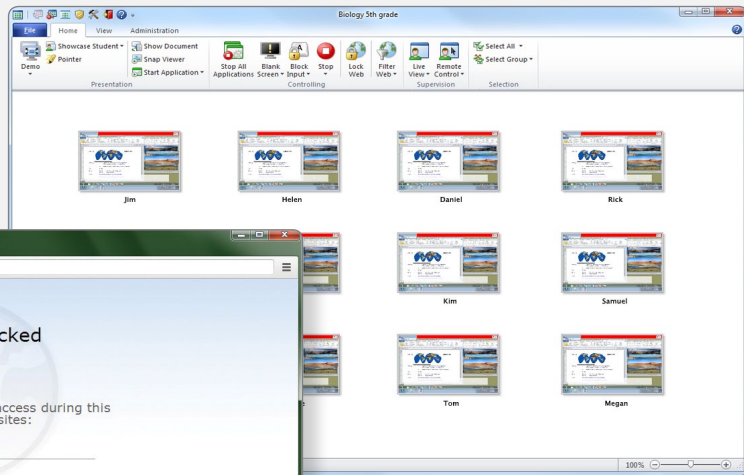 Biology 5th grade
File Home View Administration
Demo
Showcase Student
Pointer
Show Document
Snap Viewer
Start Application
Presentation
Stop All Applications
Blank Screen
Block Input
Stop
Lock Web
Filter Web
Controlling
Live View
Remote Control
Supervision
Select All
Select Group
Selection
Jim Helen Daniel Rick
Kim Samuel
Tom Megan
cked
access during this
sites:
100%